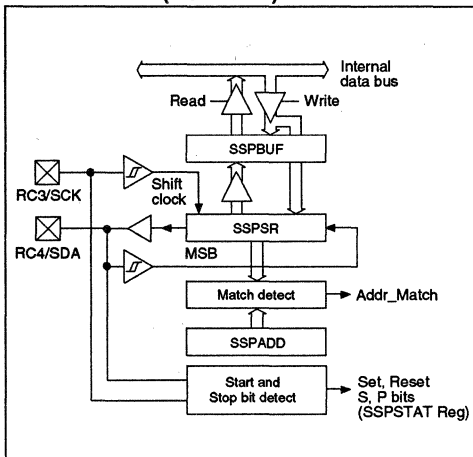 Internal
data bus
Read
Write
SSPBUF
RC3/SCK
Shift
clock
SSPSR
RC4/SDA
MSB
Match detect
Addr_Match
SSPADD
Start and
Stop bit detect
Set, Reset
S, P bits
(SSPSTAT Reg)